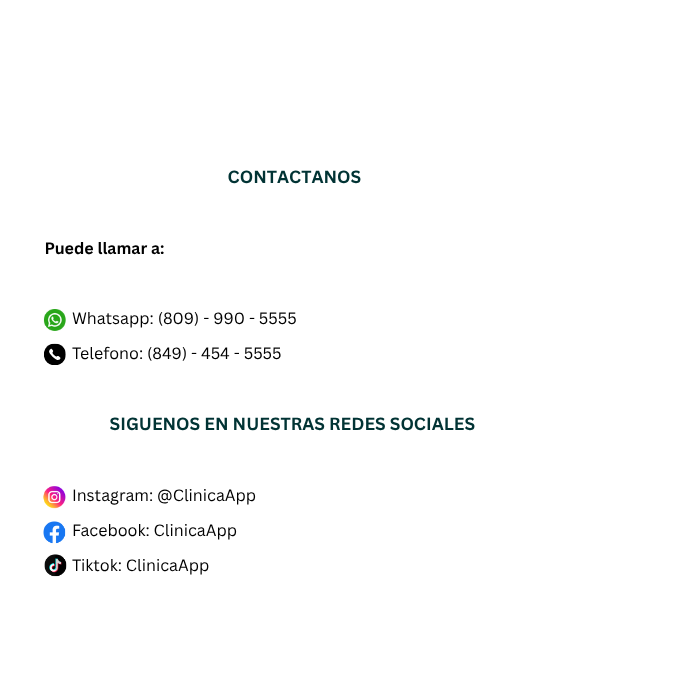 CONTACTANOS
Puede llamar a:
Whatsapp: (809) - 990 - 5555
Telefono: (849) - 454 - 5555
SIGUENOS EN NUESTRAS REDES SOCIALES
Instagram: @ClinicaApp
Facebook: ClinicaApp
Tiktok: ClinicaApp